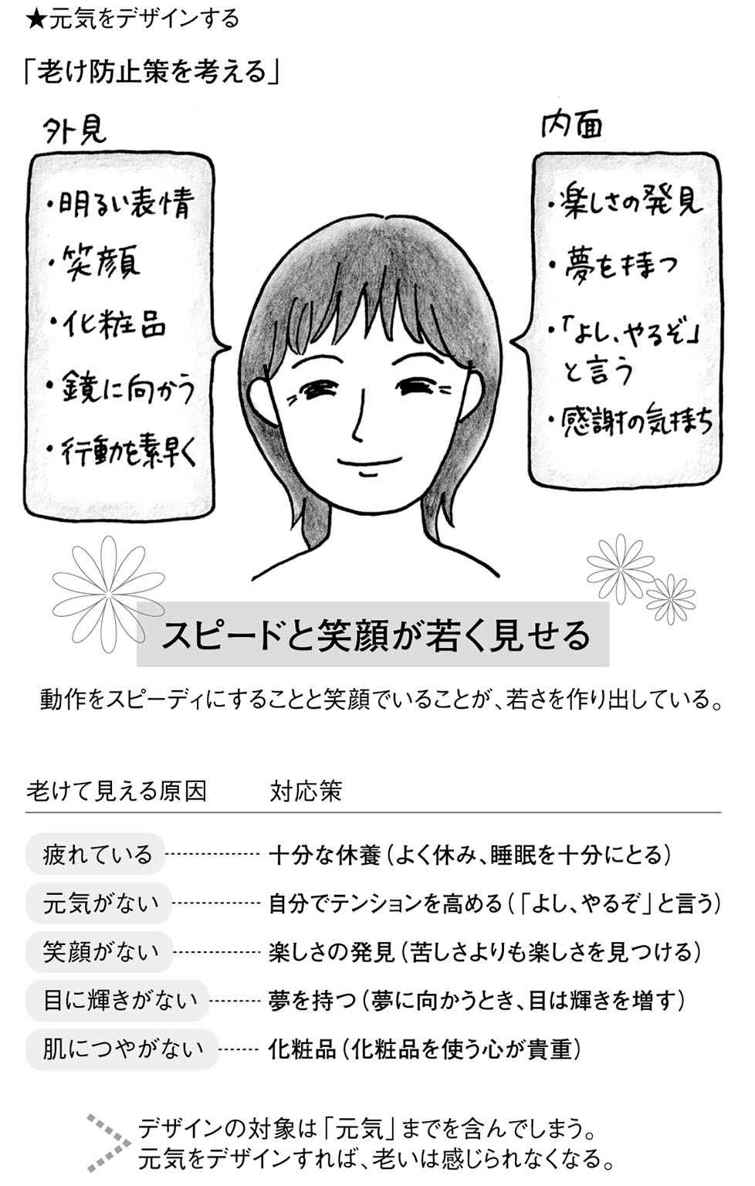 ★元気をデザインする
「老け防止策を考える」
外見
・明るい表情
・笑顔
・化粧品
・鏡に向かう
・行動を素早く
内面
・楽しさの発見
・夢を持つ
・「よし、やるぞ」
と言う
・感謝の気持ち
スピードと笑顔が若く見せる
動作をスピーディにすることと笑顔でいることが、若さを作り出している。
老けて見える原因 対応策
疲れている 十分な休養(よく休み、睡眠を十分にとる)
元気がない 自分でテンションを高める(「よし、やるぞ」と言う)
笑顔がない 楽しさの発見(苦しさよりも楽しさを見つける)
目に輝きがない 夢を持つ(夢に向かうとき、目は輝きを増す)
肌につやがない 化粧品(化粧品を使う心が貴重)
デザインの対象は「元気」までを含んでしまう。
元気をデザインすれば、老いは感じられなくなる。